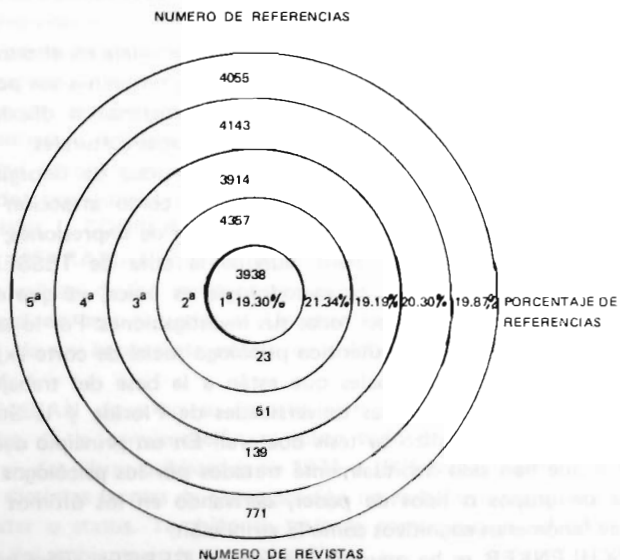 NUMERO DE REFERENCIAS
4055
4143
3914
4357
3938
5ª 4ª 3ª 2ª 1ª 19.30% 21.34% 19.19% 20.30% 19.87% PORCENTAJE DE
REFERENCIAS
23
51
139
771
NUMERO DE REVISTAS